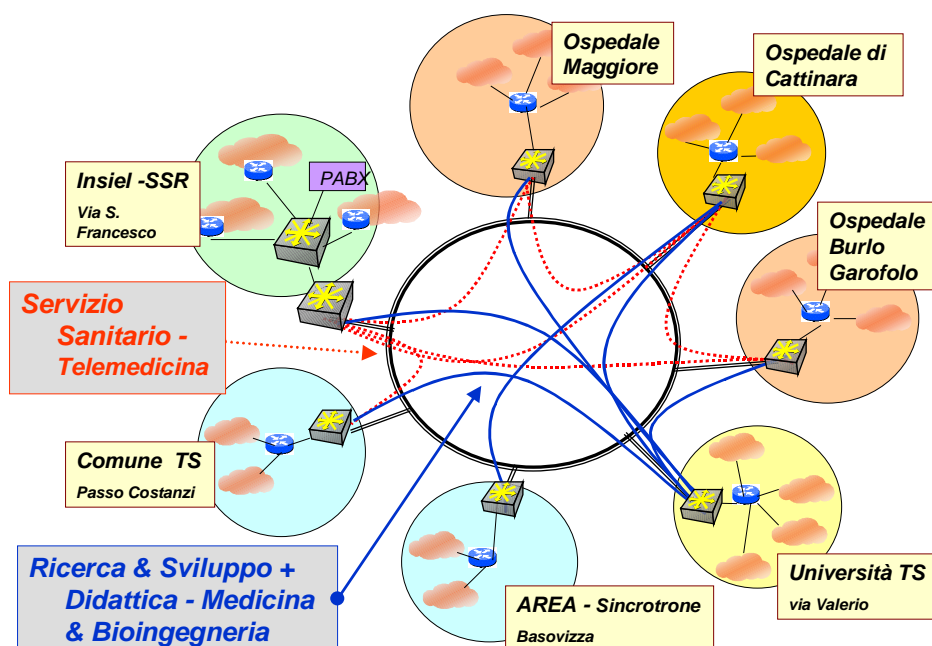 Ospedale
Maggiore
Ospedale di
Cattinara
Insiel -SSR
Via S.
Francesco
PABX
Ospedale
Burlo
Garofolo
Servizio
Sanitario -
Telemedicina
Comune TS
Passo Costanzi
Ricerca & Sviluppo +
Didattica - Medicina
& Bioingegneria
AREA - Sincrotrone
Basovizza
Università TS
via Valerio